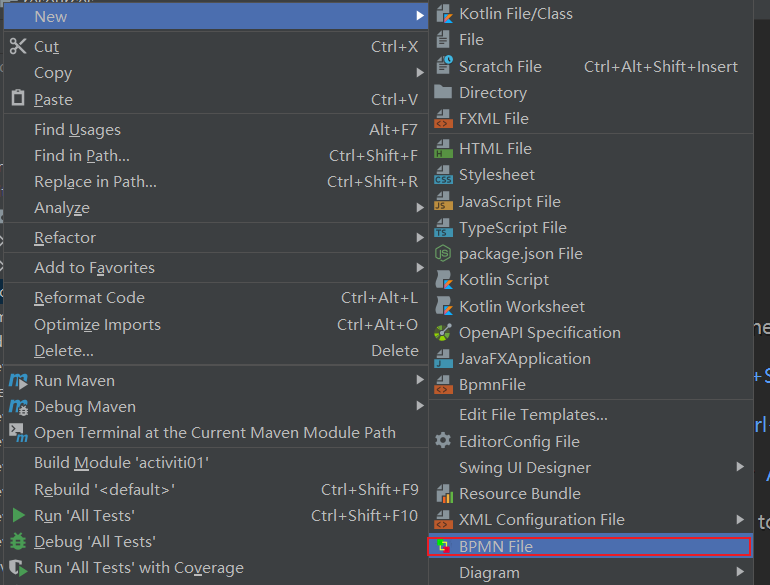 New
Cut Ctrl+X
Copy
Paste Ctrl+V
Find Usages Alt+F7
Find in Path... Ctrl+Shift+F
Replace in Path... Ctrl+Shift+R
Analyze
Refactor
Add to Favorites
Reformat Code Ctrl+Alt+L
Optimize Imports Ctrl+Alt+O
Delete... Delete
Run Maven
Debug Maven
Open Terminal at the Current Maven Module Path
Build Module 'activiti01'
Rebuild '<default>' Ctrl+Shift+F9
Run 'All Tests' Ctrl+Shift+F10
Debug 'All Tests'
Run 'All Tests' with Coverage
Kotlin File/Class
File
Scratch File Ctrl+Alt+Shift+Insert
Directory
FXML File
HTML File
Stylesheet
JavaScript File
TypeScript File
package.json File
Kotlin Script
Kotlin Worksheet
OpenAPI Specification
JavaFXApplication
BpmnFile
Edit File Templates...
EditorConfig File
Swing UI Designer
Resource Bundle
XML Configuration File
BPMN File
Diagram